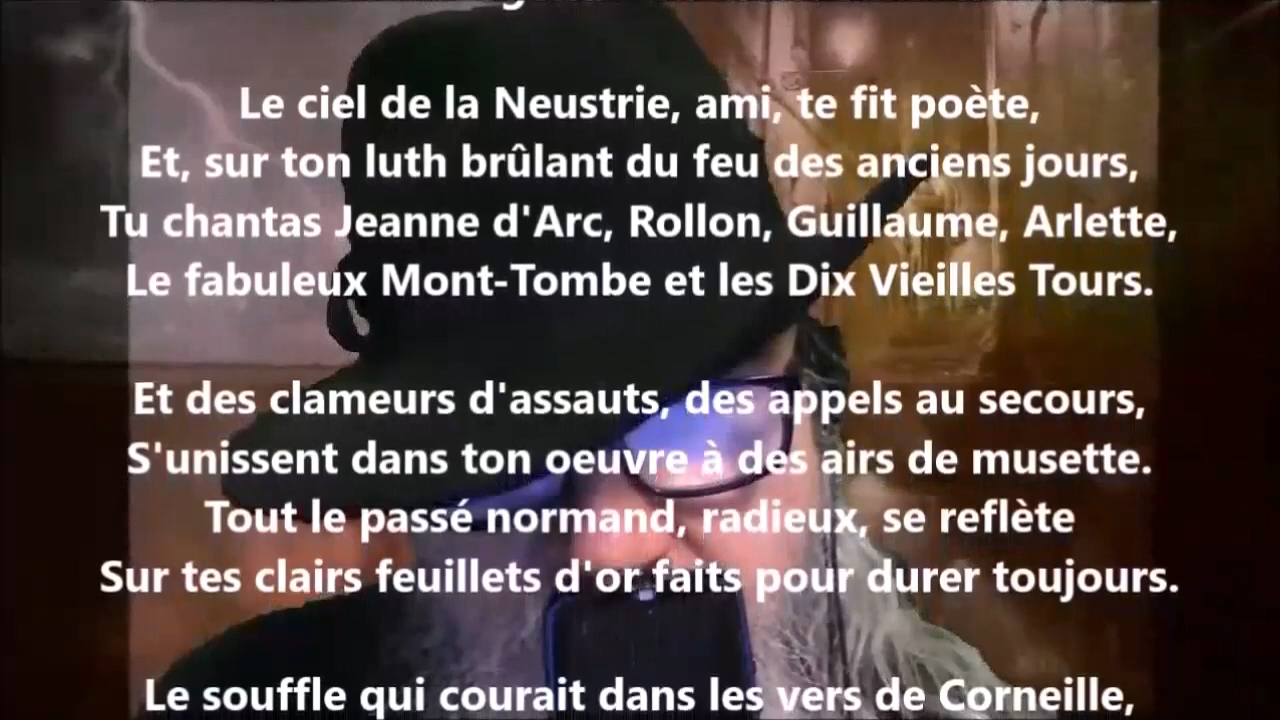 Le ciel de la Neustrie, ami, te fit poète,
Et, sur ton luth brûlant du feu des anciens jours,
Tu chantas Jeanne d'Arc, Rollon, Guillaume, Arlette,
Le fabuleux Mont-Tombe et les Dix Vieilles Tours.
Et des clameurs d'assauts, des appels au secours,
S'unissent dans ton oeuvre à des airs de musette.
Tout le passé normand, radieux, se reflète
Sur tes clairs feuillets d'or faits pour durer toujours.
Le souffle qui courait dans les vers de Corneille,